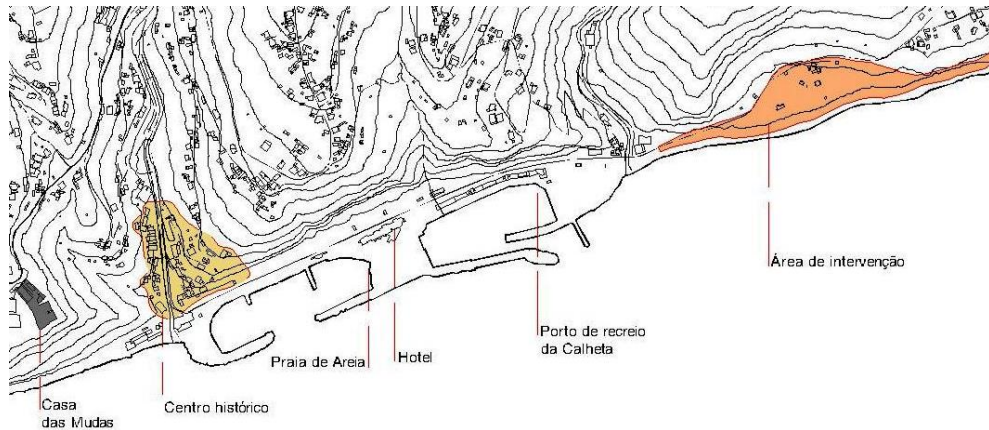 Área de intervenção
Porto de recreio
da Calheta
Hotel
Praia de Areia
Centro histórico
Casa
das Mudas